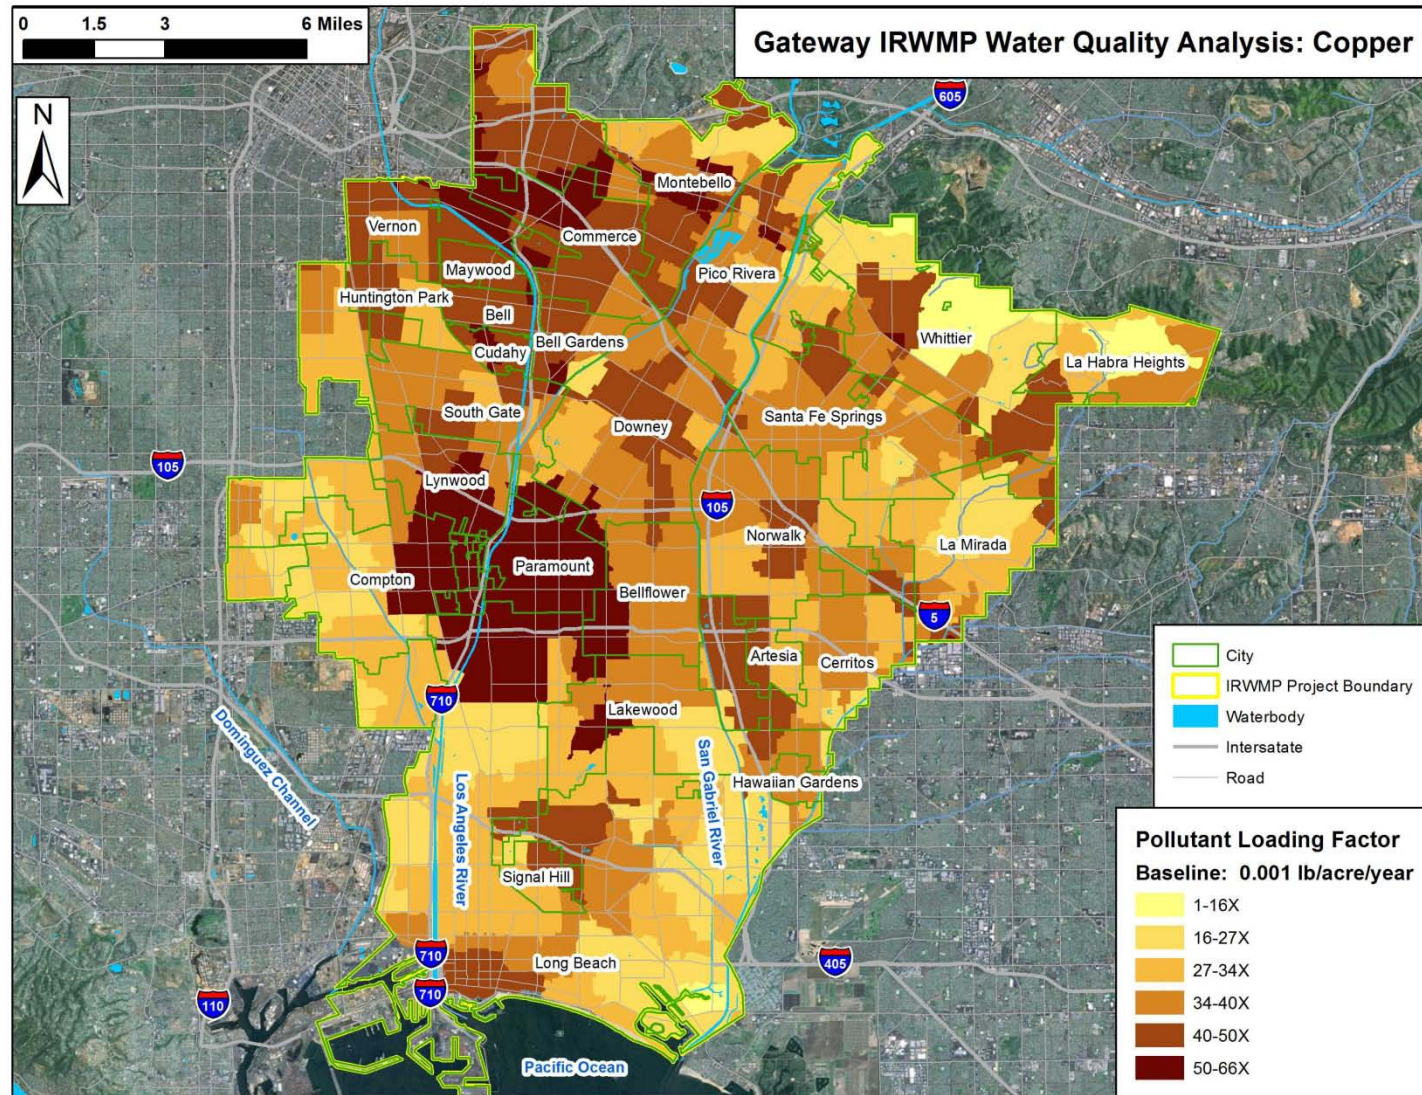 0 1.5 3 6 Miles
Gateway IRWMP Water Quality Analysis: Copper
N
605
Montebello
Vernon
Commerce
Maywood
Pico Rivera
Huntington Park
Bell
Bell Gardens
Whittier
Cudahy
La Habra Heights
South Gate
Downey
Santa Fe Springs
105
Lynwood
105
Norwalk
La Mirada
Paramount
Compton
Bellflower
5
Artesia
Cerritos
710
Lakewood
Dominguez Channel
Los Angeles River
San Gabriel River
Hawaiian Gardens
Signal Hill
710
Long Beach
405
710
110
Pacific Ocean
City
IRWMP Project Boundary
Waterbody
Intersatate
Road
Pollutant Loading Factor
Baseline: 0.001 lb/acre/year
1-16X
16-27X
27-34X
34-40X
40-50X
50-66X